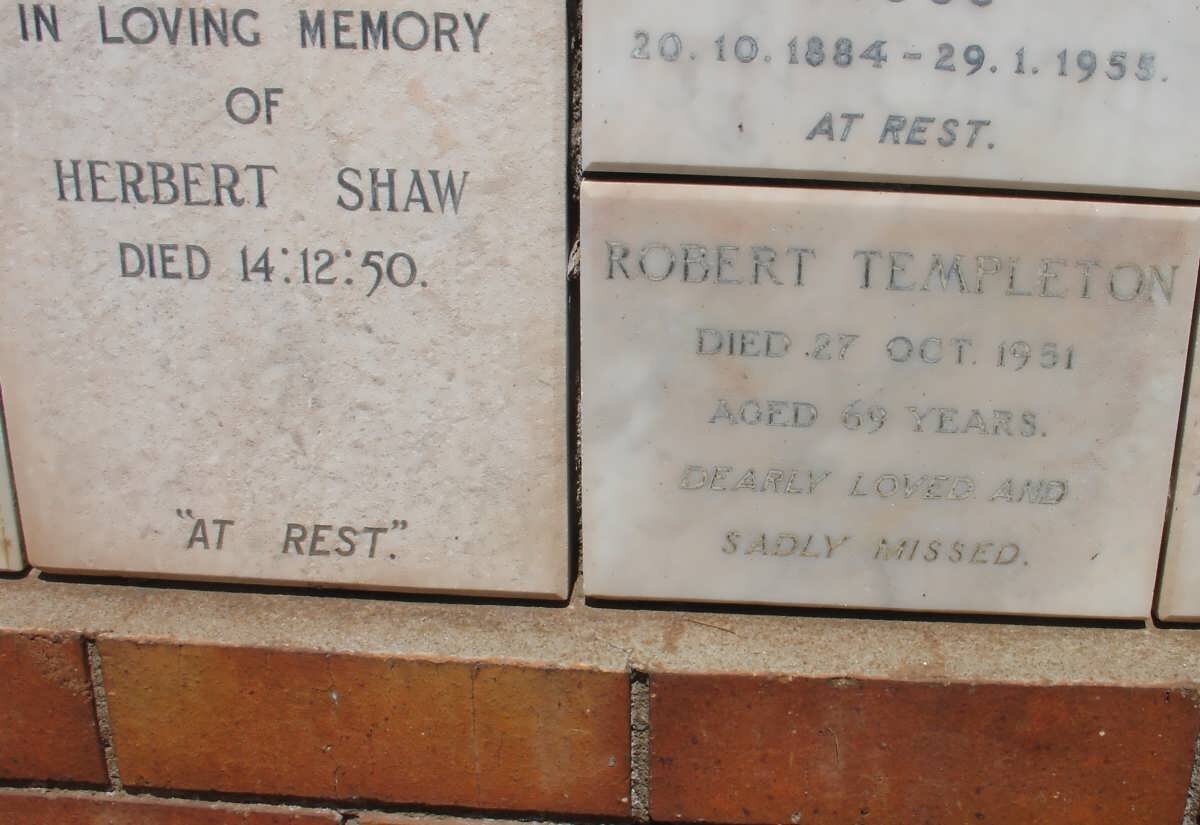 IN LOVING MEMORY
OF
HERBERT SHAW
DIED 14:12:50.
"AT REST."
20.10.1884 - 29.1.1955.
AT REST.
ROBERT TEMPLETON
DIED 27 OCT. 1951
AGED 69 YEARS.
DEARLY LOVED AND
SADLY MISSED.